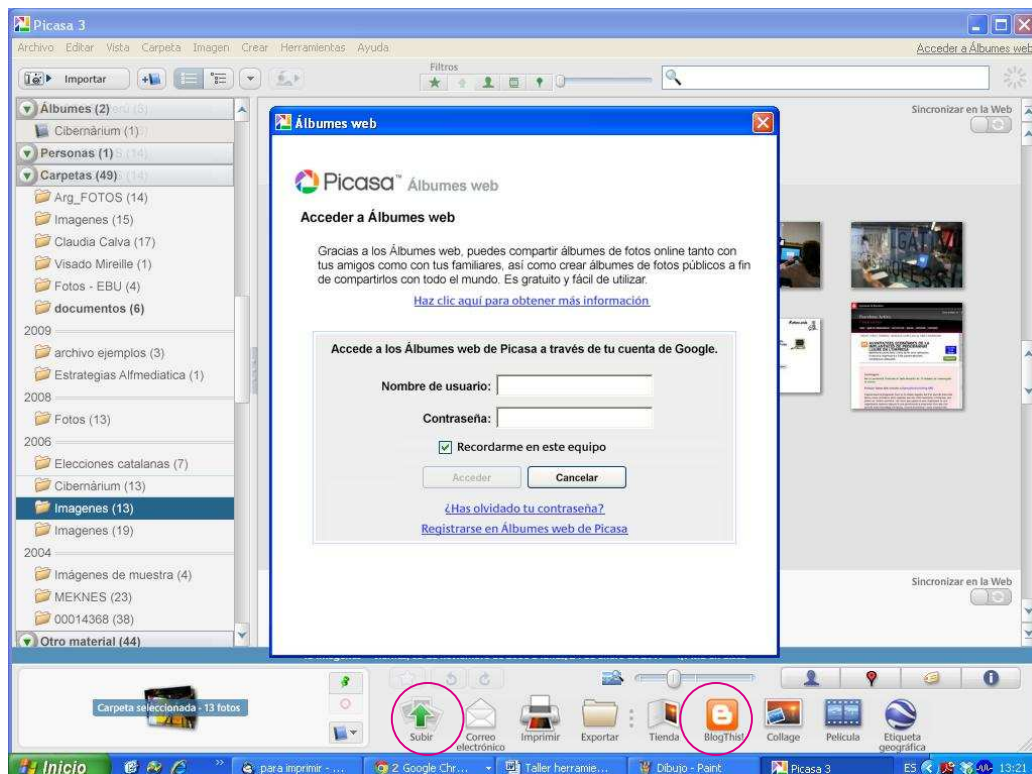 Picasa 3
Archivo Editar Vista Carpeta Imagen Crear Herramientas Ayuda
Acceder a Álbumes web
Importar
Filtros
Álbumes (2)
Cibernàrium (1)
Personas (1)
Carpetas (49)
Arg_FOTOS (14)
Imagenes (15)
Claudia Calva (17)
Visado Mireille (1)
Fotos - EBU (4)
documentos (6)
2009
archivo ejemplos (3)
Estrategias Alfmediatica (1)
2008
Fotos (13)
2006
Elecciones catalanas (7)
Cibernàrium (13)
Imagenes (13)
Imagenes (19)
2004
Imágenes de muestra (4)
MEKNES (23)
00014368 (38)
Otro material (44)
Sincronizar en la Web
Álbumes web
Picasa™ Álbumes web
Acceder a Álbumes web
Gracias a los Álbumes web, puedes compartir álbumes de fotos online tanto con
tus amigos como con tus familiares, así como crear álbumes de fotos públicos a fin
de compartirlos con todo el mundo. Es gratuito y fácil de utilizar.
Haz clic aquí para obtener más información
Accede a los Álbumes web de Picasa a través de tu cuenta de Google.
Nombre de usuario:
Contraseña:
Recordarme en este equipo
Acceder Cancelar
¿Has olvidado tu contraseña?
Registrarse en Álbumes web de Picasa
Sincronizar en la Web
Carpeta seleccionada - 13 fotos
Subir
Correo
electrónico
Imprimir
Exportar
Tienda
BlogThis!
Collage
Película
Etiqueta
geográfica
Inicio
para imprimir - ...
2 Google Chr...
Taller herramie...
Dibujo - Paint
Picasa 3
ES
13:21